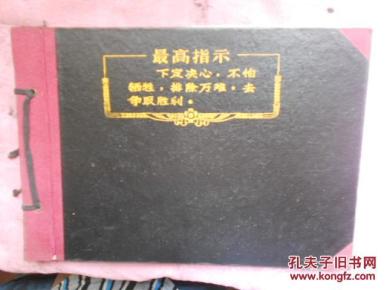 最高指示
下定决心,不怕
牺牲,排除万难,去
争取胜利。
孔夫子旧书网